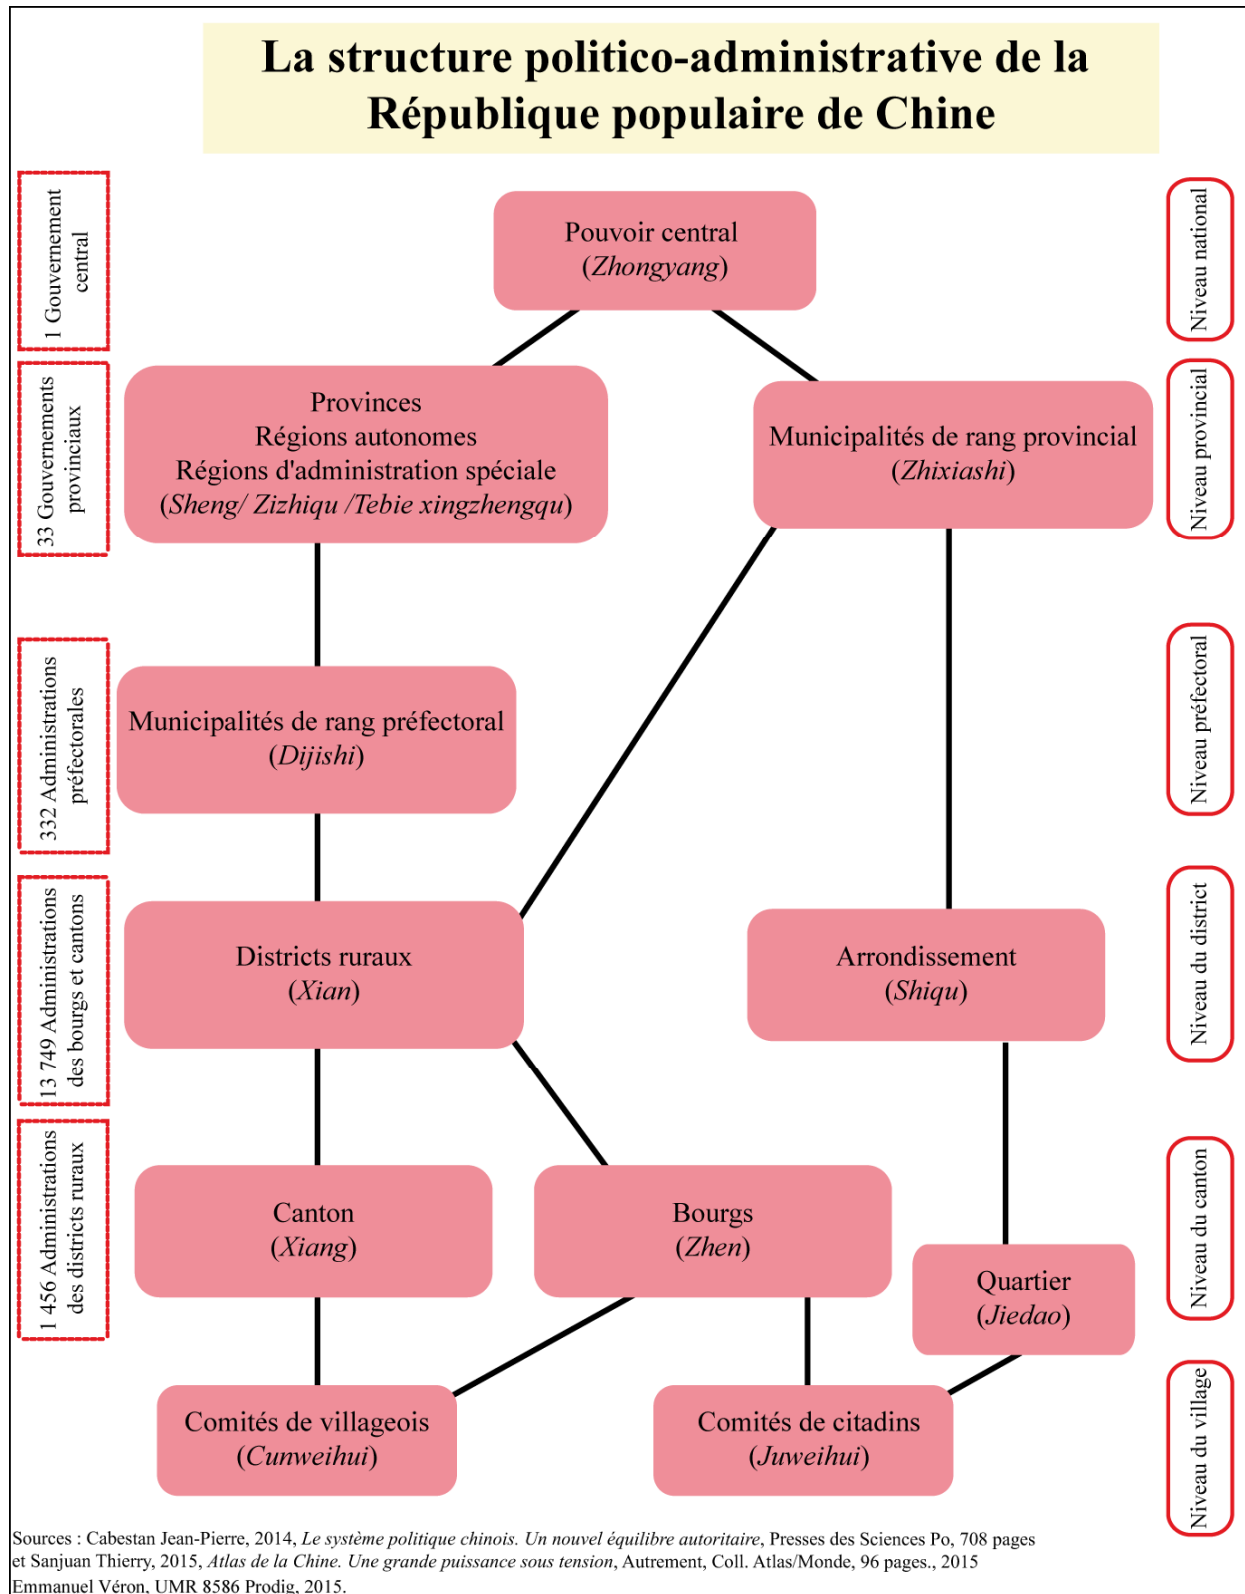 La structure politico-administrative de la
République populaire de Chine
1 Gouvernement
central
Pouvoir central
(Zhongyang)
Niveau national
33 Gouvernements
provinciaux
Provinces
Régions autonomes
Régions d'administration spéciale
(Sheng/ Zizhiqu /Tebie xingzhengqu)
Municipalités de rang provincial
(Zhixiashi)
Niveau provincial
332 Administrations
préfectorales
Municipalités de rang préfectoral
(Dijishi)
Niveau préfectoral
13 749 Administrations
des bourgs et cantons
Districts ruraux
(Xian)
Arrondissement
(Shiqu)
Niveau du district
1 456 Administrations
des districts ruraux
Canton
(Xiang)
Bourgs
(Zhen)
Quartier
(Jiedao)
Niveau du canton
Comités de villageois
(Cunweihui)
Comités de citadins
(Juweihui)
Niveau du village
Sources : Cabestan Jean-Pierre, 2014, Le système politique chinois. Un nouvel équilibre autoritaire, Presses des Sciences Po, 708 pages
et Sanjuan Thierry, 2015, Atlas de la Chine. Une grande puissance sous tension, Autrement, Coll. Atlas/Monde, 96 pages., 2015
Emmanuel Véron, UMR 8586 Prodig, 2015.